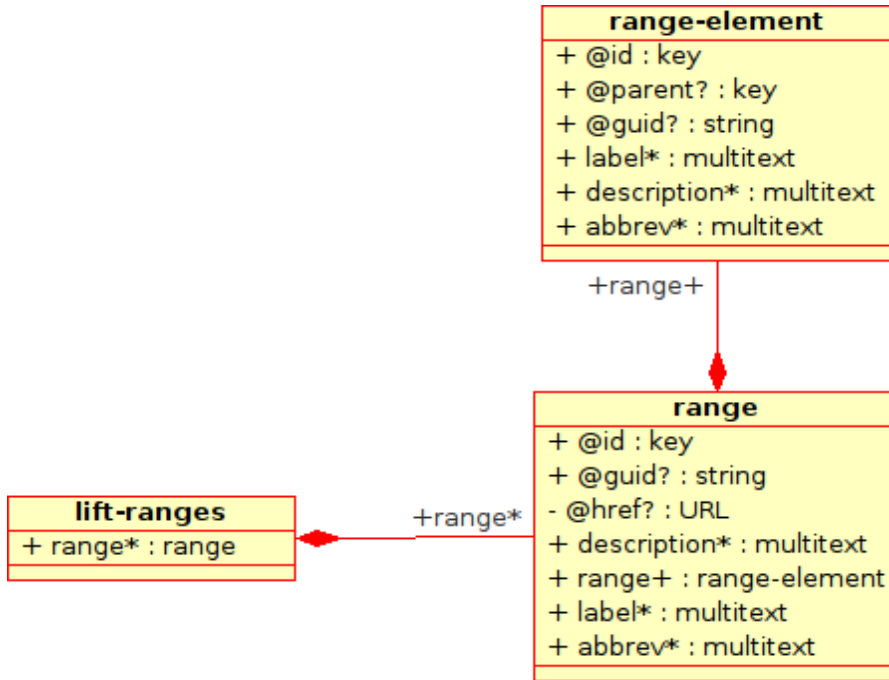 range-element
+ @id : key
+ @parent? : key
+ @guid? : string
+ label* : multitext
+ description* : multitext
+ abbrev* : multitext
+range+
range
+ @id : key
+ @guid? : string
- @href? : URL
+ description* : multitext
+ range+ : range-element
+ label* : multitext
+ abbrev* : multitext
+range*
lift-ranges
+ range* : range